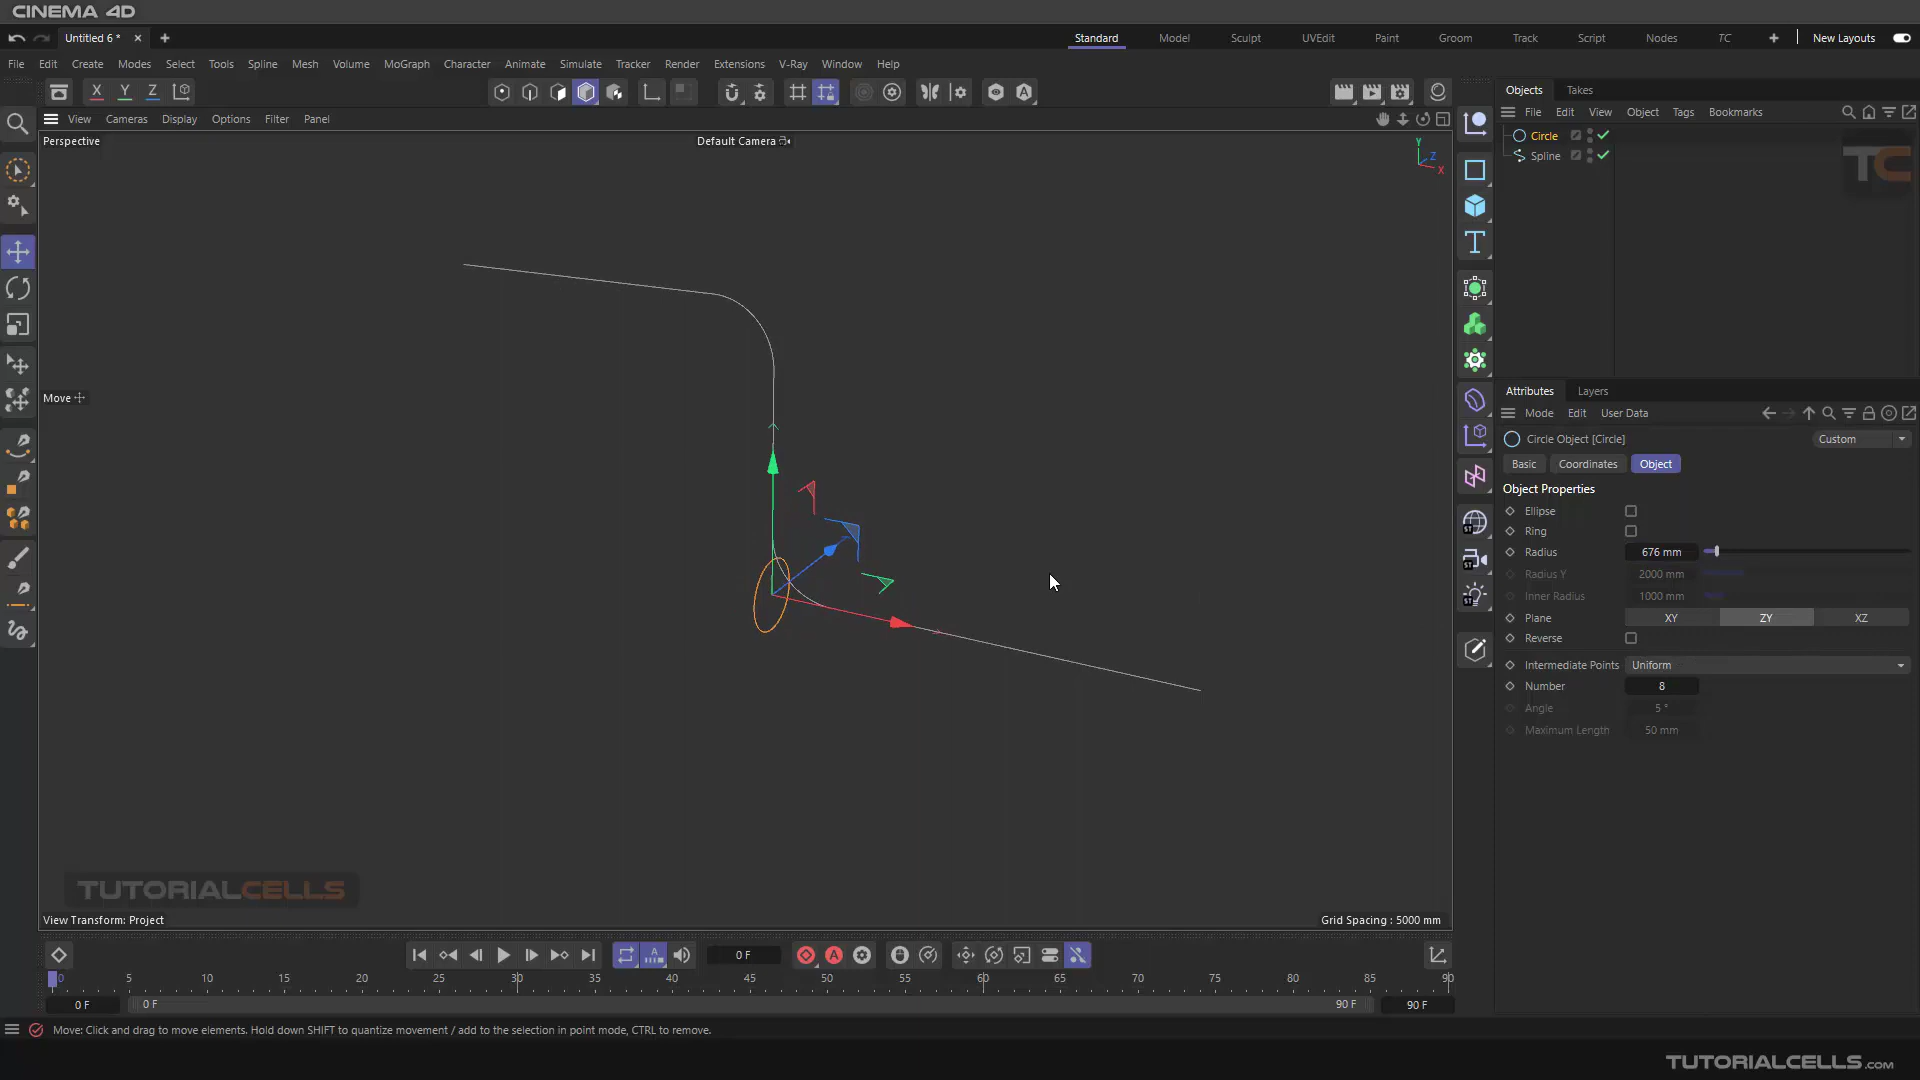 CINEMA 4D
Untitled 6 *
Standard
Model
Sculpt
UVEdit
Paint
Groom
Track
Script
Nodes
TC
New Layouts
File Edit Create Modes Select Tools Spline Mesh Volume MoGraph Character Animate Simulate Tracker Render Extensions V-Ray Window Help
X Y Z
View Cameras Display Options Filter Panel
Perspective
Default Camera
Y
Z
X
Move
Objects Takes
File Edit View Object Tags Bookmarks
Circle
Spline
TC
Attributes Layers
Mode Edit User Data
Circle Object [Circle]
Custom
Basic Coordinates Object
Object Properties
Ellipse
Ring
Radius 676 mm
Radius Y 2000 mm
Inner Radius 1000 mm
Plane XY ZY XZ
Reverse
Intermediate Points Uniform
Number 8
Angle 5 °
Maximum Length 50 mm
TUTORIALCELLS
View Transform: Project
Grid Spacing : 5000 mm
0 F
0 5 10 15 20 25 30 35 40 45 50 55 60 65 70 75 80 85 90
0 F 0 F 90 F 90 F
Move: Click and drag to move elements. Hold down SHIFT to quantize movement / add to the selection in point mode, CTRL to remove.
TUTORIALCELLS.COM